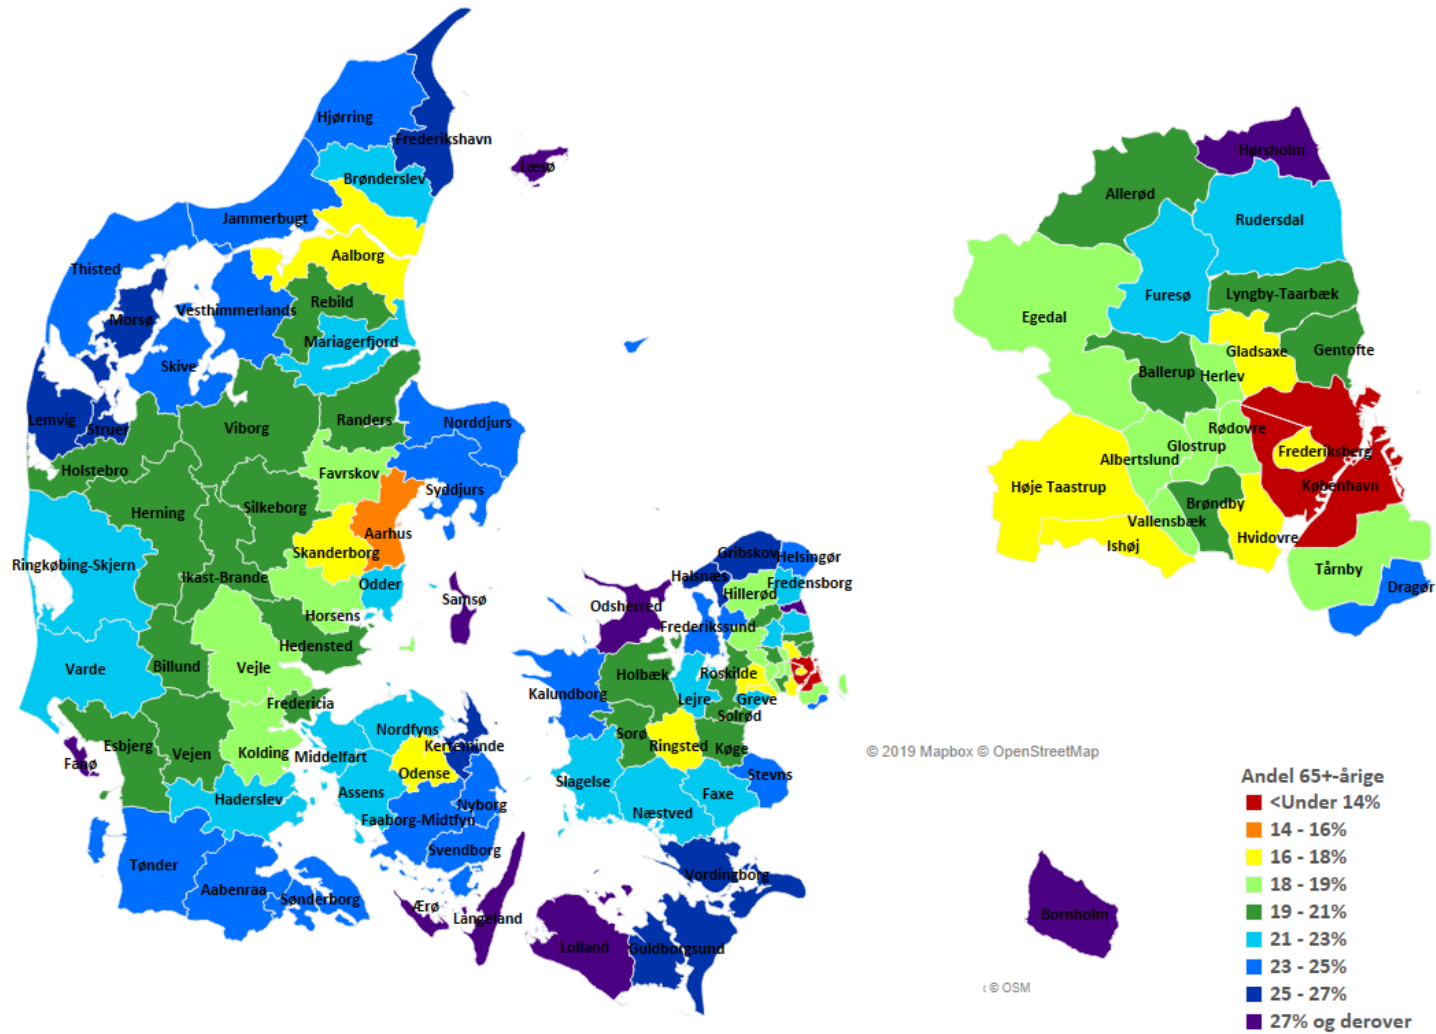 Hjørring
Frederikshavn
Læsø
Brønderslev
Jammerbugt
Aalborg
Thisted
Rebild
Vesthimmerlands
Morsø
Mariagerfjord
Skive
Lemvig
Struer
Viborg
Randers
Norddjurs
Holstebro
Favrskov
Syddjurs
Herning
Silkeborg
Aarhus
Skanderborg
Ringkøbing-Skjern
Ikast-Brande
Odder
Samsø
Horsens
Hedensted
Varde
Billund
Vejle
Fredericia
Esbjerg
Vejen
Kolding
Fanø
Middelfart
Nordfyns
Kerteminde
Odense
Haderslev
Assens
Nyborg
Faaborg-Midtfyn
Svendborg
Tønder
Aabenraa
Sønderborg
Ærø
Langeland
Gribskov
Helsingør
Halsnæs
Fredensborg
Hillerød
Odsherred
Frederikssund
Holbæk
Roskilde
Kalundborg
Lejre
Greve
Solrød
Sorø
Ringsted
Køge
Slagelse
Stevns
Faxe
Næstved
Vordingborg
Lolland
Guldborgsund
Hørsholm
Allerød
Rudersdal
Furesø
Lyngby-Taarbæk
Egedal
Gladsaxe
Gentofte
Ballerup
Herlev
Rødovre
Glostrup
Frederiksberg
Albertslund
Høje Taastrup
København
Brøndby
Vallensbæk
Hvidovre
Ishøj
Tårnby
Dragør
© 2019 Mapbox © OpenStreetMap
Bornholm
© OSM
Andel 65+-årige
<Under 14%
14 - 16%
16 - 18%
18 - 19%
19 - 21%
21 - 23%
23 - 25%
25 - 27%
27% og derover